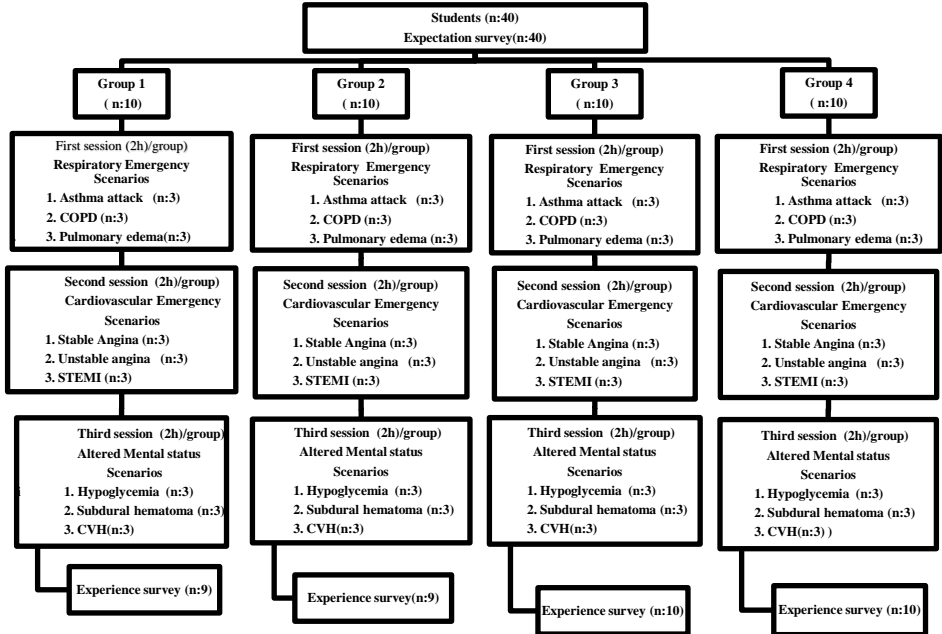 Students (n:40)
Expectation survey(n:40)
Group 1
( n:10)
First session (2h)/group)
Respiratory Emergency
Scenarios
1. Asthma attack (n:3)
2. COPD (n:3)
3. Pulmonary edema(n:3)
Second session (2h)/group)
Cardiovascular Emergency
Scenarios
1. Stable Angina (n:3)
2. Unstable angina (n:3)
3. STEMI (n:3)
Third session (2h)/group)
Altered Mental status
Scenarios
1. Hypoglycemia (n:3)
2. Subdural hematoma (n:3)
3. CVH(n:3)
Experience survey (n:9)
Group 2
(n:10)
First session (2h)/group)
Respiratory Emergency
Scenarios
1. Asthma attack (n:3)
2. COPD (n:3)
3. Pulmonary edema (n:3)
Second session (2h)/group)
Cardiovascular Emergency
Scenarios
1. Stable Angina (n:3)
2. Unstable angina (n:3)
3. STEMI (n:3)
Third session (2h)/group)
Altered Mental status
Scenarios
1. Hypoglycemia (n:3)
2. Subdural hematoma (n:3)
3. CVH(n:3)
Experience survey(n:9)
Group 3
(n:10)
First session (2h)/group)
Respiratory Emergency
Scenarios
1. Asthma attack (n:3)
2. COPD (n:3)
3. Pulmonary edema (n:3)
Second session (2h)/group)
Cardiovascular Emergency
Scenarios
1. Stable Angina (n:3)
2. Unstable angina (n:3)
3. STEMI (n:3)
Third session (2h)/group)
Altered Mental status
Scenarios
1. Hypoglycemia (n:3)
2. Subdural hematoma (n:3)
3. CVH(n:3)
Experience survey (n:10)
Group 4
(n:10)
First session (2h)/group)
Respiratory Emergency
Scenarios
1. Asthma attack (n:3)
2. COPD (n:3)
3. Pulmonary edema (n:3)
Second session (2h)/group)
Cardiovascular Emergency
Scenarios
1. Stable Angina (n:3)
2. Unstable angina (n:3)
3. STEMI (n:3)
Third session (2h)/group)
Altered Mental status
Scenarios
1. Hypoglycemia (n:3)
2. Subdural hematoma (n:3)
3. CVH(n:3) )
Experience survey (n:10)